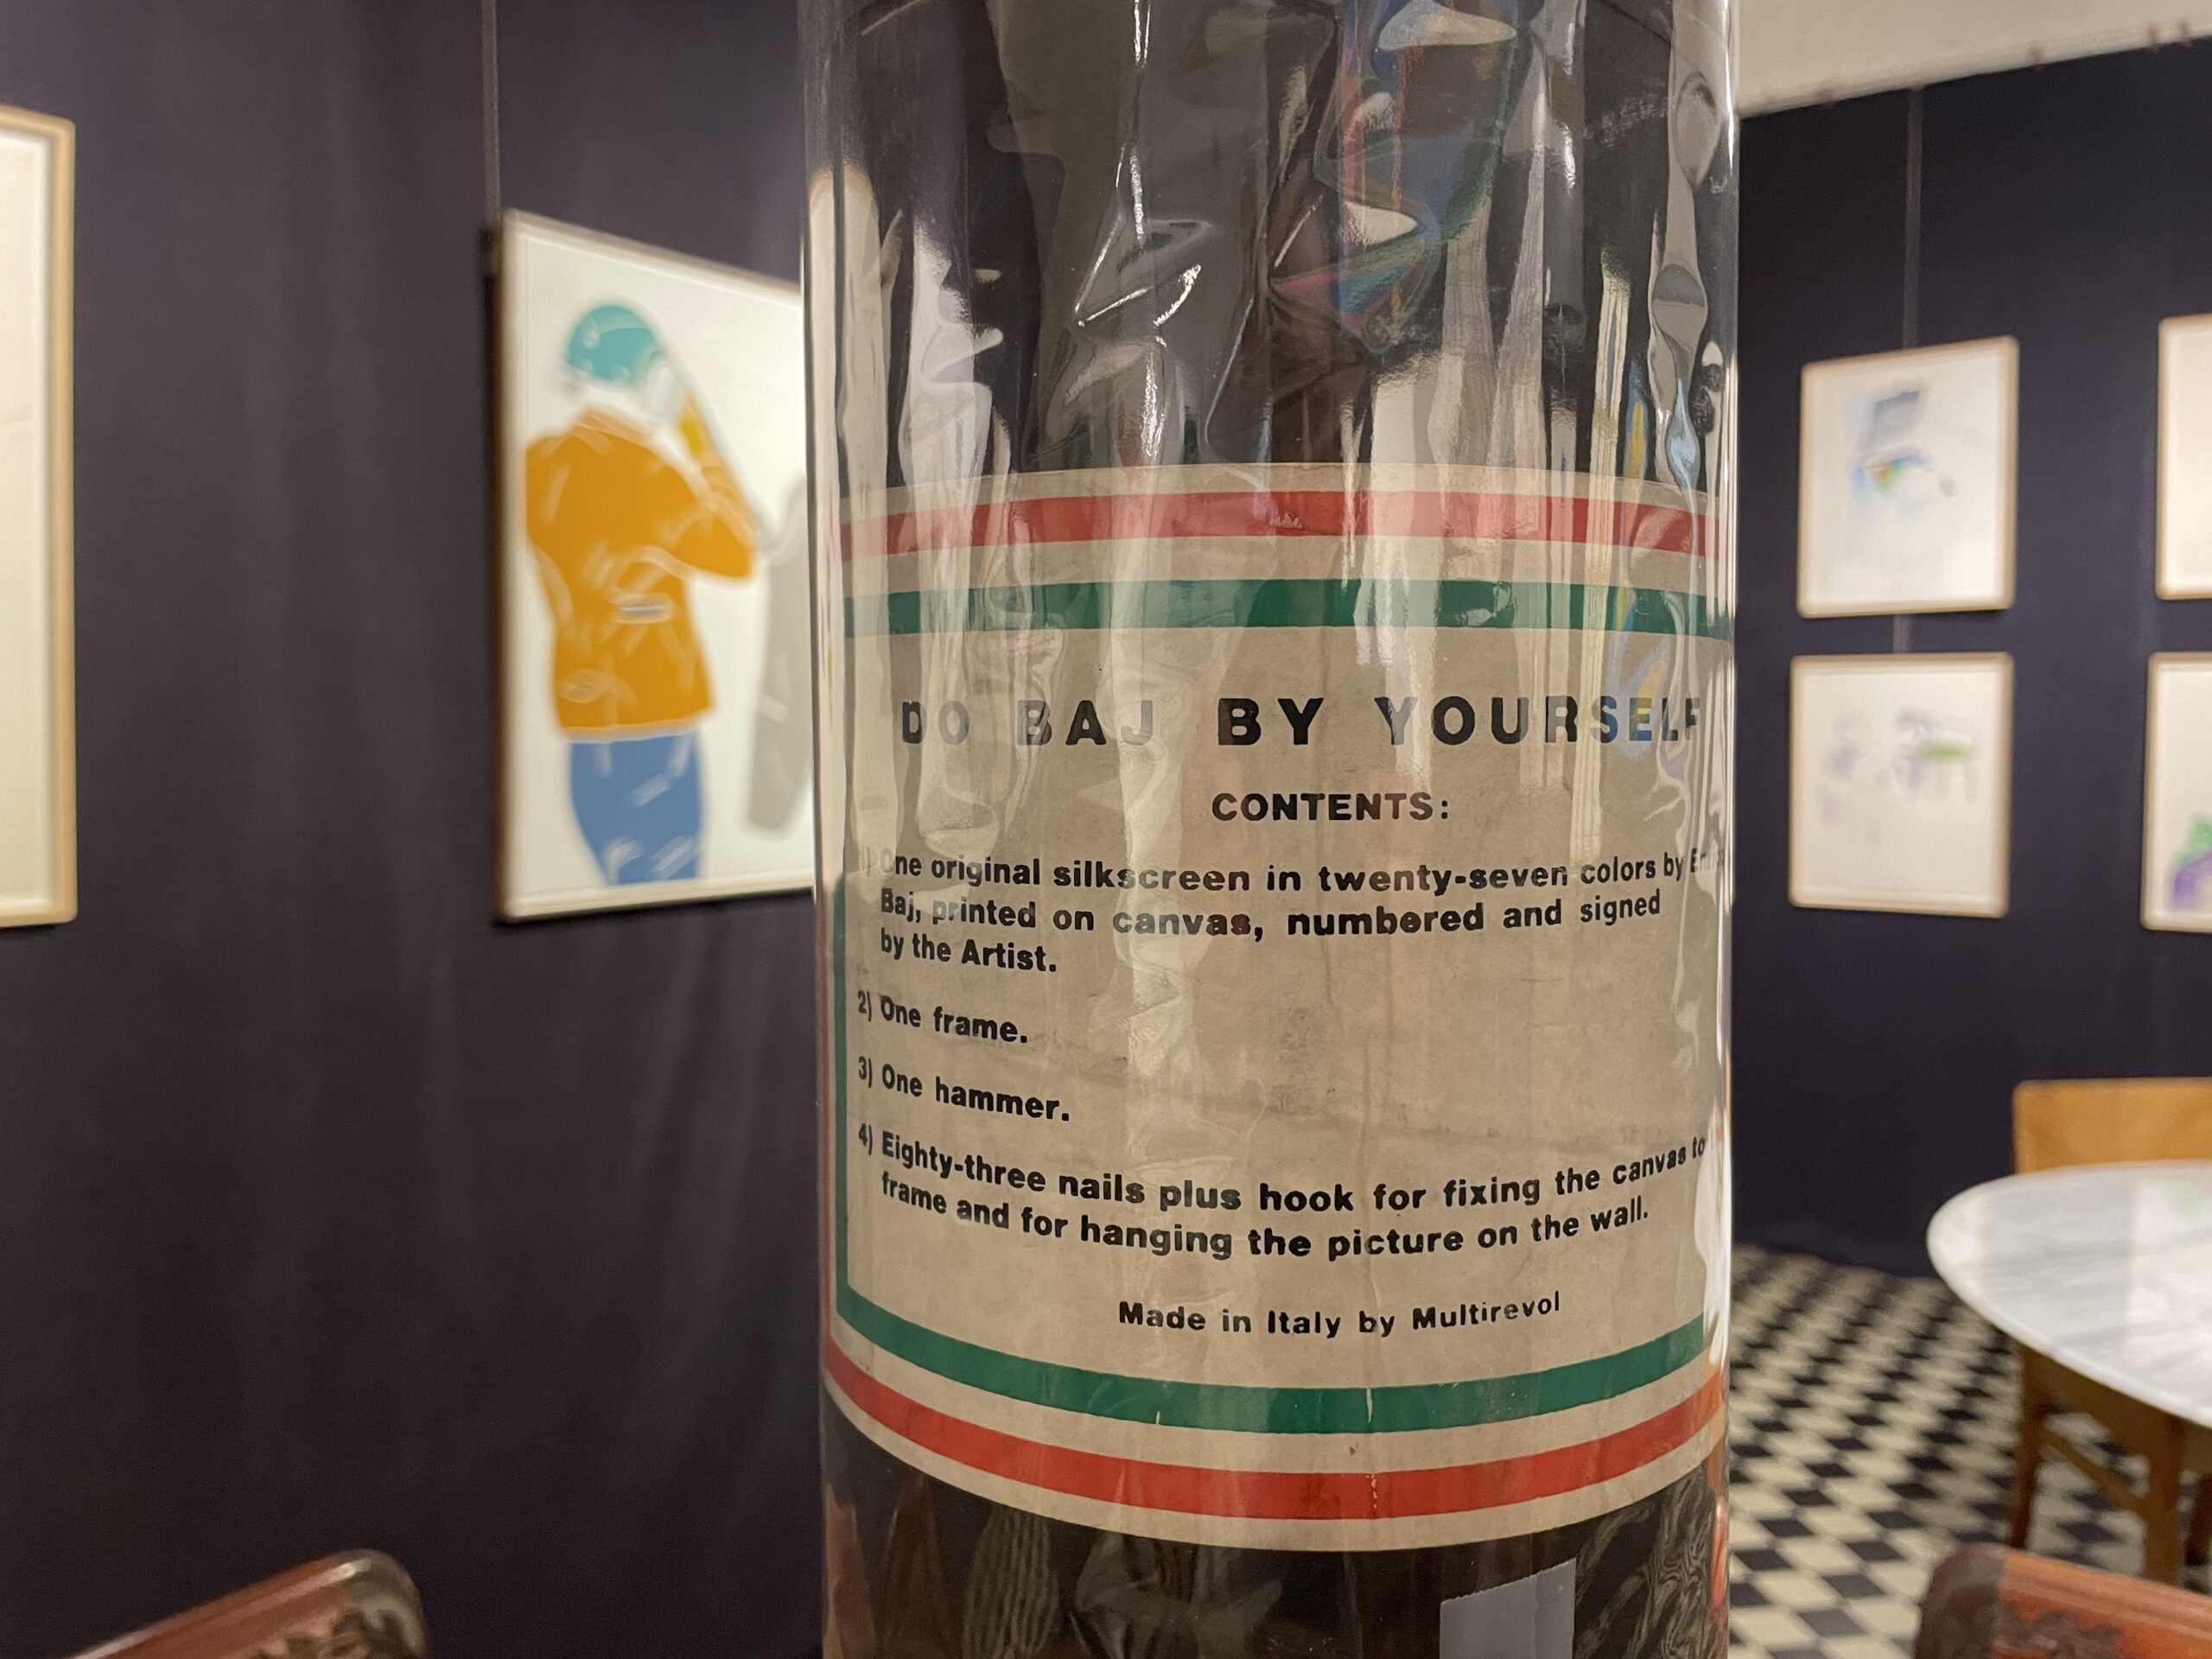 DO BAJ BY YOURSELF
CONTENTS:
1) One original silkscreen in twenty-seven colors by
Baj, printed on canvas, numbered and signed
by the Artist.
2) One frame.
3) One hammer.
4) Eighty-three nails plus hook for fixing the canvas to
frame and for hanging the picture on the wall.
Made in Italy by Multirevol